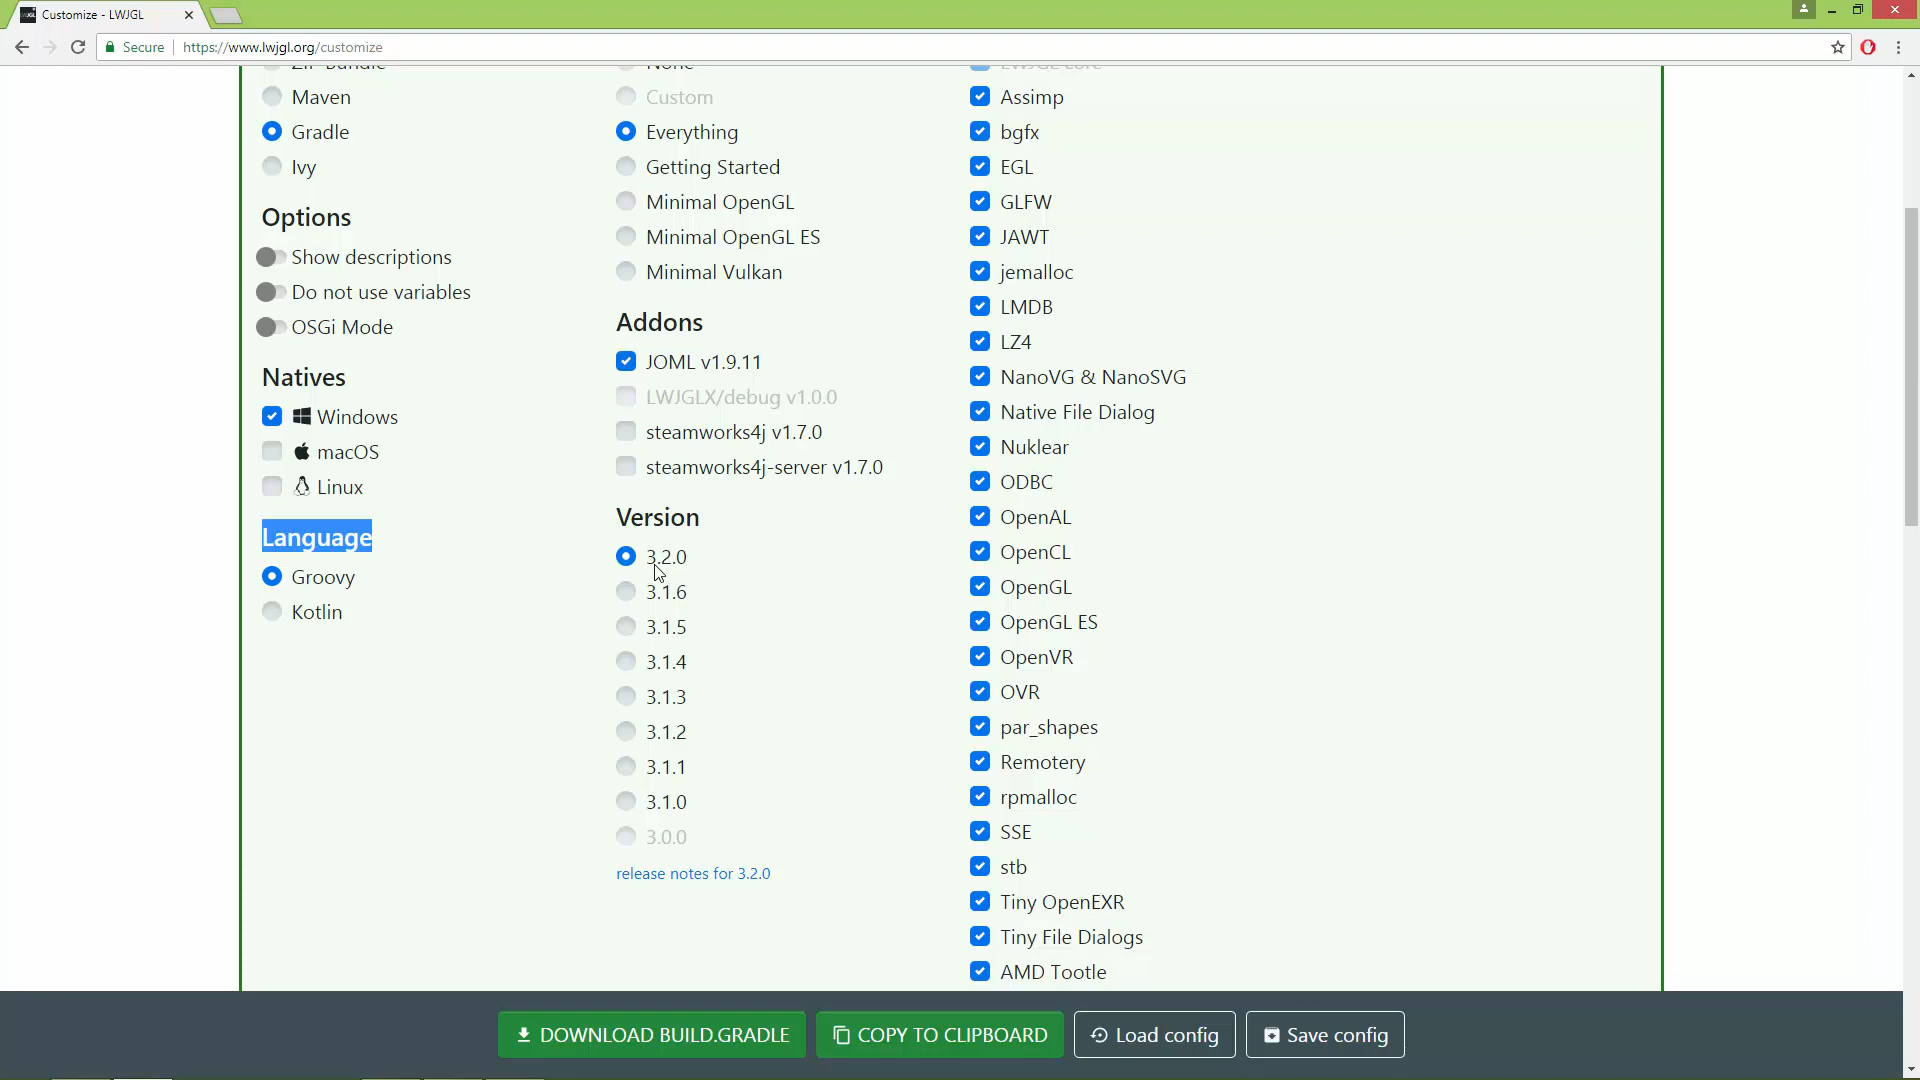 Customize - LWJGL
Secure
https://www.lwjgl.org/customize
Zip Bundle
Maven
Gradle
Ivy
Options
Show descriptions
Do not use variables
OSGi Mode
Natives
Windows
macOS
Linux
Language
Groovy
Kotlin
None
Custom
Everything
Getting Started
Minimal OpenGL
Minimal OpenGL ES
Minimal Vulkan
Addons
JOML v1.9.11
LWJGLX/debug v1.0.0
steamworks4j v1.7.0
steamworks4j-server v1.7.0
Version
3.2.0
3.1.6
3.1.5
3.1.4
3.1.3
3.1.2
3.1.1
3.1.0
3.0.0
release notes for 3.2.0
LWJGL core
Assimp
bgfx
EGL
GLFW
JAWT
jemalloc
LMDB
LZ4
NanoVG & NanoSVG
Native File Dialog
Nuklear
ODBC
OpenAL
OpenCL
OpenGL
OpenGL ES
OpenVR
OVR
par_shapes
Remotery
rpmalloc
SSE
stb
Tiny OpenEXR
Tiny File Dialogs
AMD Tootle
DOWNLOAD BUILD.GRADLE
COPY TO CLIPBOARD
Load config
Save config